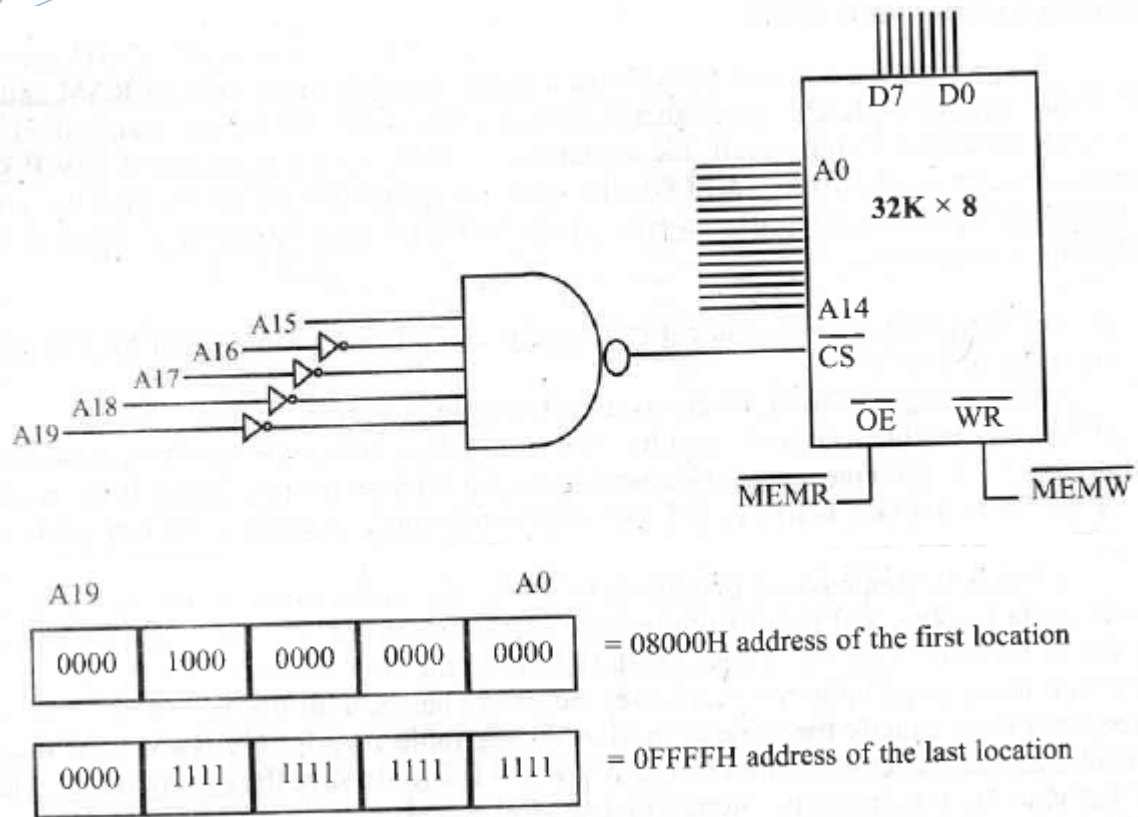 D7 D0
A0
32K × 8
A14
CS
A15
A16
A17
A18
A19
OE WR
MEMR
MEMW
A19 A0
0000 1000 0000 0000 0000 = 08000H address of the first location
0000 1111 1111 1111 1111 = 0FFFFH address of the last location